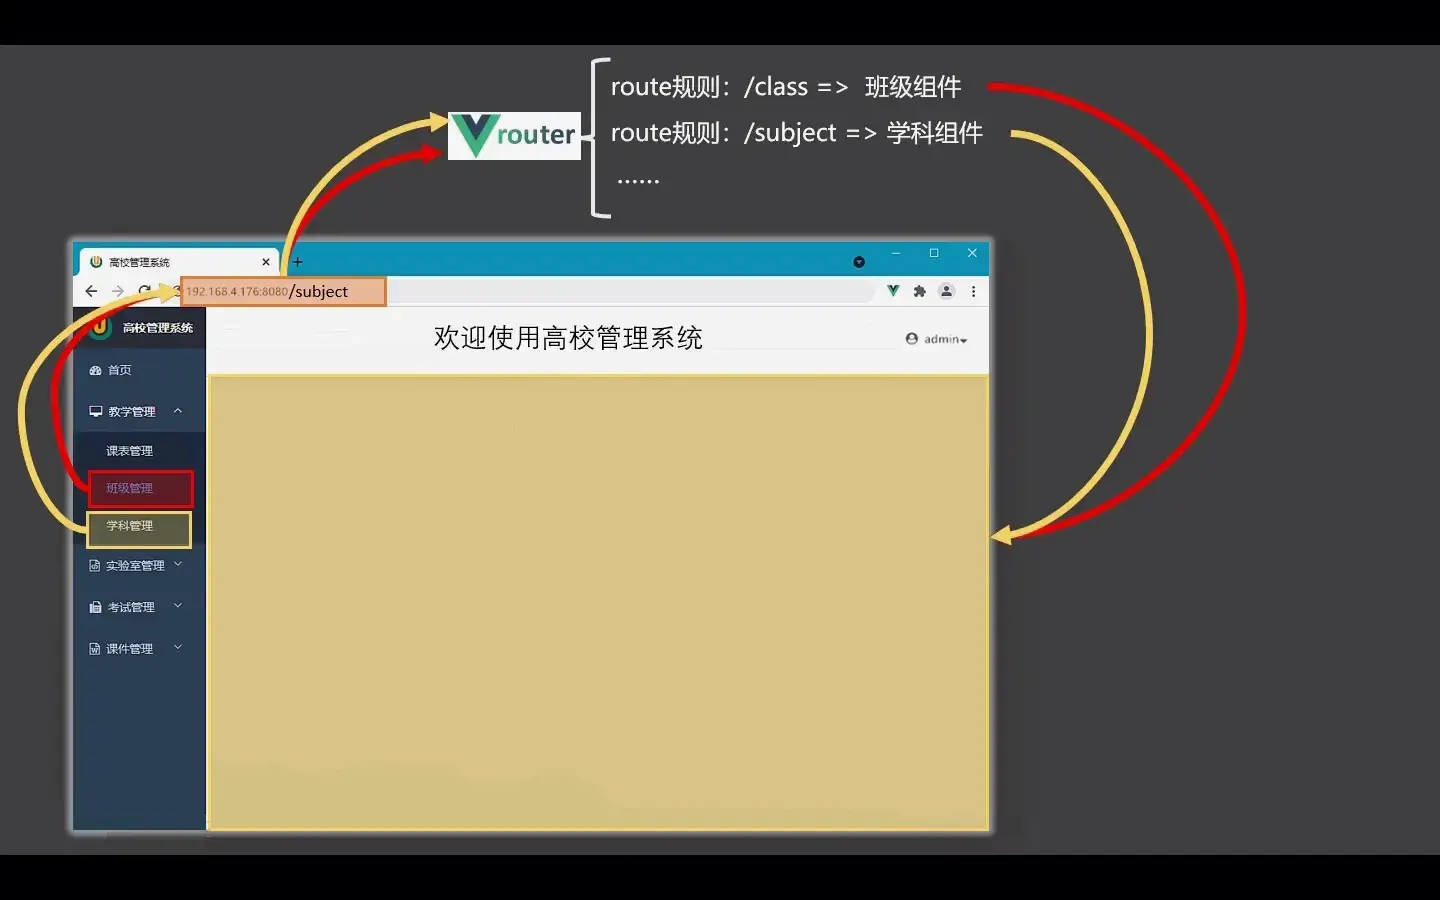 route规则：/class => 班级组件
router
route规则：/subject => 学科组件
......
高校管理系统
192.168.4.176:8080/subject
高校管理系统
欢迎使用高校管理系统
admin
首页
教学管理
课表管理
班级管理
学科管理
实验室管理
考试管理
课件管理